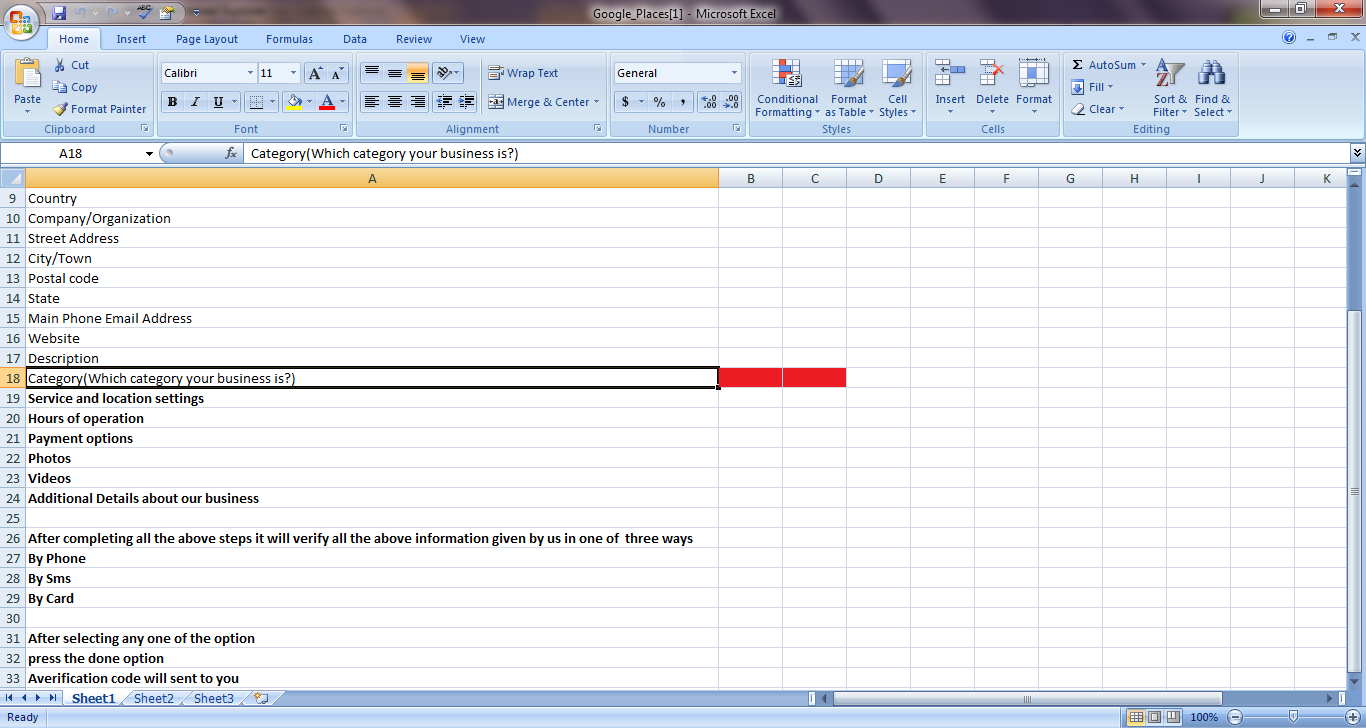 Google_Places[1] - Microsoft Excel
Home Insert Page Layout Formulas Data Review View
Cut
Copy
Format Painter
Paste
Clipboard
Calibri 11
B I U
Font
Wrap Text
Merge & Center
Alignment
General
$ % ,
Number
Conditional Formatting
Format as Table
Cell Styles
Styles
Insert Delete Format
Cells
Σ AutoSum
Fill
Clear
Sort & Filter
Find & Select
Editing
A18 fx Category(Which category your business is?)
A B C D E F G H I J K
9 Country
10 Company/Organization
11 Street Address
12 City/Town
13 Postal code
14 State
15 Main Phone Email Address
16 Website
17 Description
18 Category(Which category your business is?)
19 Service and location settings
20 Hours of operation
21 Payment options
22 Photos
23 Videos
24 Additional Details about our business
25
26 After completing all the above steps it will verify all the above information given by us in one of  three ways
27 By Phone
28 By Sms
29 By Card
30
31 After selecting any one of the option
32 press the done option
33 Averification code will sent to you
Sheet1 Sheet2 Sheet3
Ready 100%